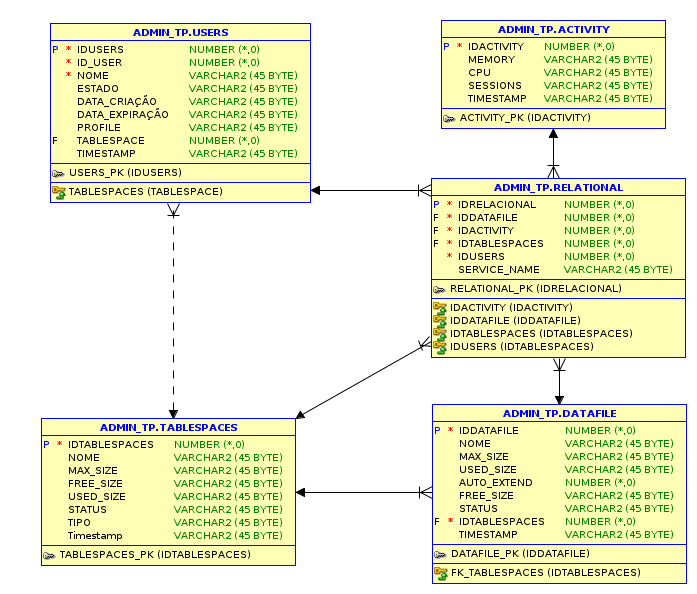 ADMIN_TP.USERS
P * IDUSERS NUMBER (*,0)
* ID_USER NUMBER (*,0)
* NOME VARCHAR2 (45 BYTE)
ESTADO VARCHAR2 (45 BYTE)
DATA_CRIAÇÃO VARCHAR2 (45 BYTE)
DATA_EXPIRAÇÃO VARCHAR2 (45 BYTE)
PROFILE VARCHAR2 (45 BYTE)
F TABLESPACE NUMBER (*,0)
TIMESTAMP VARCHAR2 (45 BYTE)
USERS_PK (IDUSERS)
TABLESPACES (TABLESPACE)
ADMIN_TP.ACTIVITY
P * IDACTIVITY NUMBER (*,0)
MEMORY VARCHAR2 (45 BYTE)
CPU VARCHAR2 (45 BYTE)
SESSIONS VARCHAR2 (45 BYTE)
TIMESTAMP VARCHAR2 (45 BYTE)
ACTIVITY_PK (IDACTIVITY)
ADMIN_TP.RELATIONAL
P * IDRELACIONAL NUMBER (*,0)
F * IDDATAFILE NUMBER (*,0)
F * IDACTIVITY NUMBER (*,0)
F * IDTABLESPACES NUMBER (*,0)
* IDUSERS NUMBER (*,0)
SERVICE_NAME VARCHAR2 (45 BYTE)
RELATIONAL_PK (IDRELACIONAL)
IDACTIVITY (IDACTIVITY)
IDDATAFILE (IDDATAFILE)
IDTABLESPACES (IDTABLESPACES)
IDUSERS (IDTABLESPACES)
ADMIN_TP.TABLESPACES
P * IDTABLESPACES NUMBER (*,0)
NOME VARCHAR2 (45 BYTE)
MAX_SIZE VARCHAR2 (45 BYTE)
FREE_SIZE VARCHAR2 (45 BYTE)
USED_SIZE VARCHAR2 (45 BYTE)
STATUS VARCHAR2 (45 BYTE)
TIPO VARCHAR2 (45 BYTE)
Timestamp VARCHAR2 (45 BYTE)
TABLESPACES_PK (IDTABLESPACES)
ADMIN_TP.DATAFILE
P * IDDATAFILE NUMBER (*,0)
NOME VARCHAR2 (45 BYTE)
MAX_SIZE VARCHAR2 (45 BYTE)
USED_SIZE VARCHAR2 (45 BYTE)
AUTO_EXTEND NUMBER (*,0)
FREE_SIZE VARCHAR2 (45 BYTE)
STATUS VARCHAR2 (45 BYTE)
F * IDTABLESPACES NUMBER (*,0)
TIMESTAMP VARCHAR2 (45 BYTE)
DATAFILE_PK (IDDATAFILE)
FK_TABLESPACES (IDTABLESPACES)